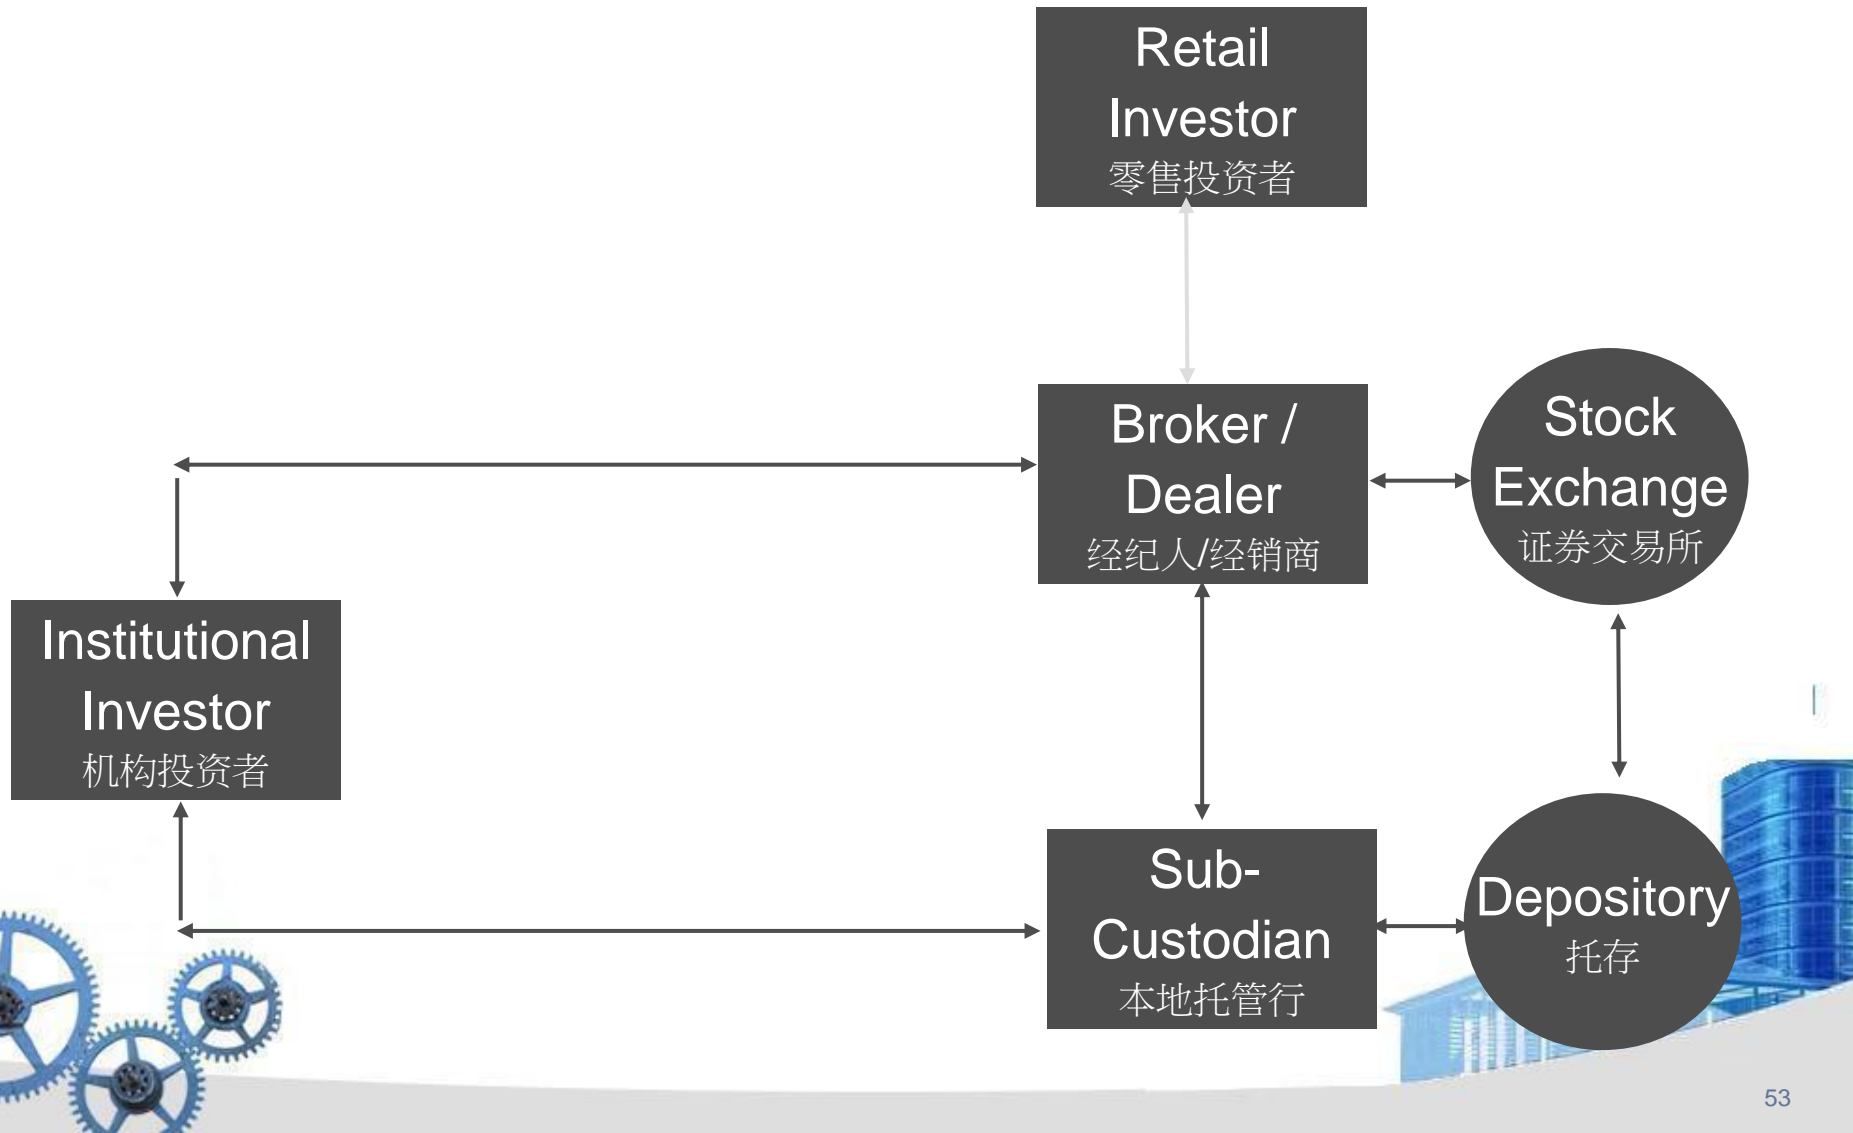 Retail
Investor
零售投资者
Broker /
Dealer
经纪人/经销商
Stock
Exchange
证券交易所
Institutional
Investor
机构投资者
Sub-
Custodian
本地托管行
Depository
托存
53